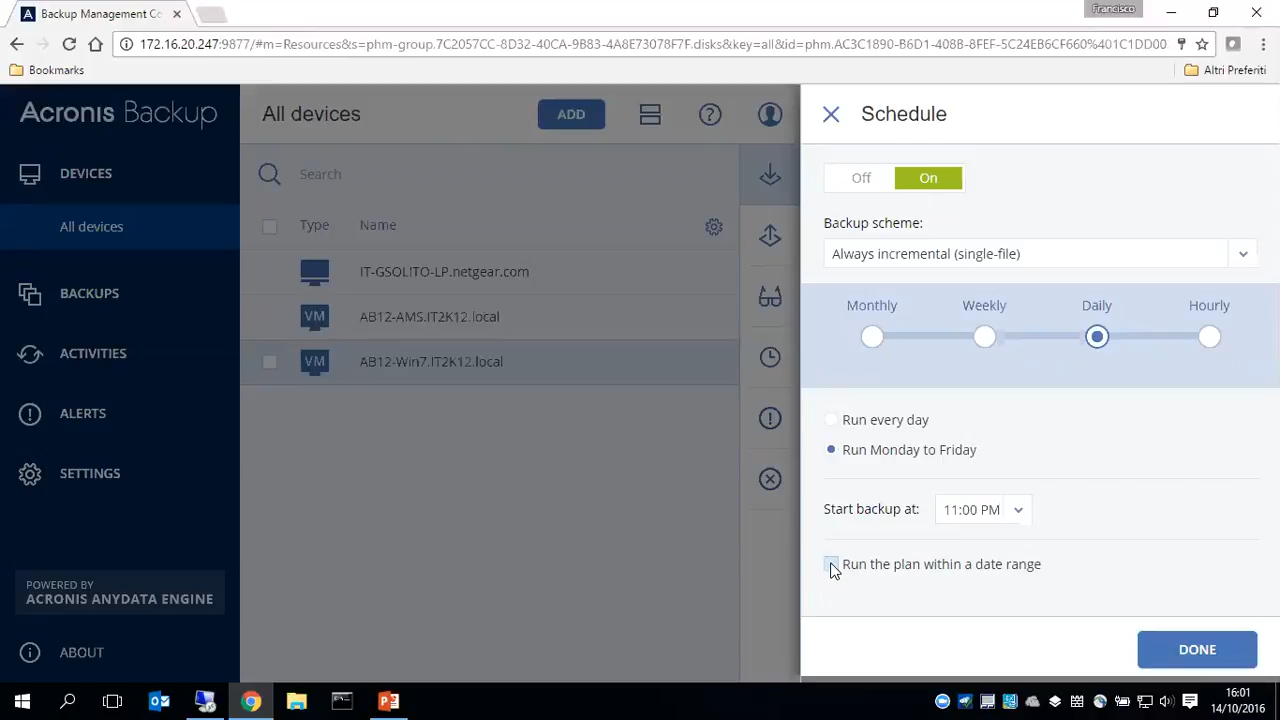 Backup Management Co
Francisco
172.16.20.247:9877/#m=Resources&ts=phm-group.7C2057CC-8D32-40CA-9B83-4A8E73078F7F.disks&key=all&id=phm.AC3C1890-B6D1-408B-8FEF-5C24EB6CF660%401C1DD00
Bookmarks
Altri Preferiti
Acronis Backup
All devices
ADD
Schedule
DEVICES
Search
Off
On
All devices
Type
Name
Backup scheme:
Always incremental (single-file)
IT-GSOLITO-LP.netgear.com
BACKUPS
Monthly
Weekly
Daily
Hourly
VM
AB12-AMS.IT2K12.local
ACTIVITIES
VM
AB12-Win7.IT2K12.local
ALERTS
Run every day
Run Monday to Friday
SETTINGS
Start backup at:
11:00 PM
Run the plan within a date range
POWERED BY
ACRONIS ANYDATA ENGINE
ABOUT
DONE
16:01
14/10/2016